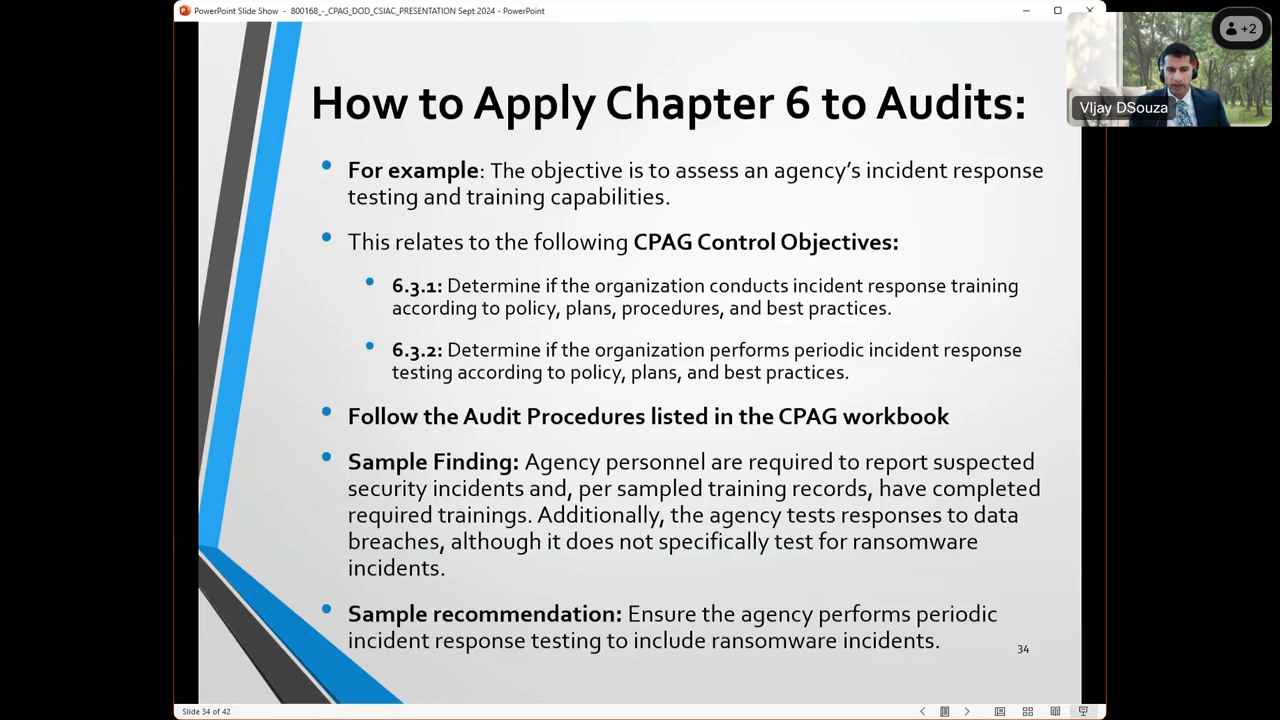 PowerPoint Slide Show - 800168_-_CPAG_DOD_CSIAC_PRESENTATION Sept 2024 - PowerPoint
+2
VIjay DSouza
How to Apply Chapter 6 to Audits:
• For example: The objective is to assess an agency’s incident response
testing and training capabilities.
• This relates to the following CPAG Control Objectives:
• 6.3.1: Determine if the organization conducts incident response training
according to policy, plans, procedures, and best practices.
• 6.3.2: Determine if the organization performs periodic incident response
testing according to policy, plans, and best practices.
• Follow the Audit Procedures listed in the CPAG workbook
• Sample Finding: Agency personnel are required to report suspected
security incidents and, per sampled training records, have completed
required trainings. Additionally, the agency tests responses to data
breaches, although it does not specifically test for ransomware
incidents.
• Sample recommendation: Ensure the agency performs periodic
incident response testing to include ransomware incidents.
34
Slide 34 of 42